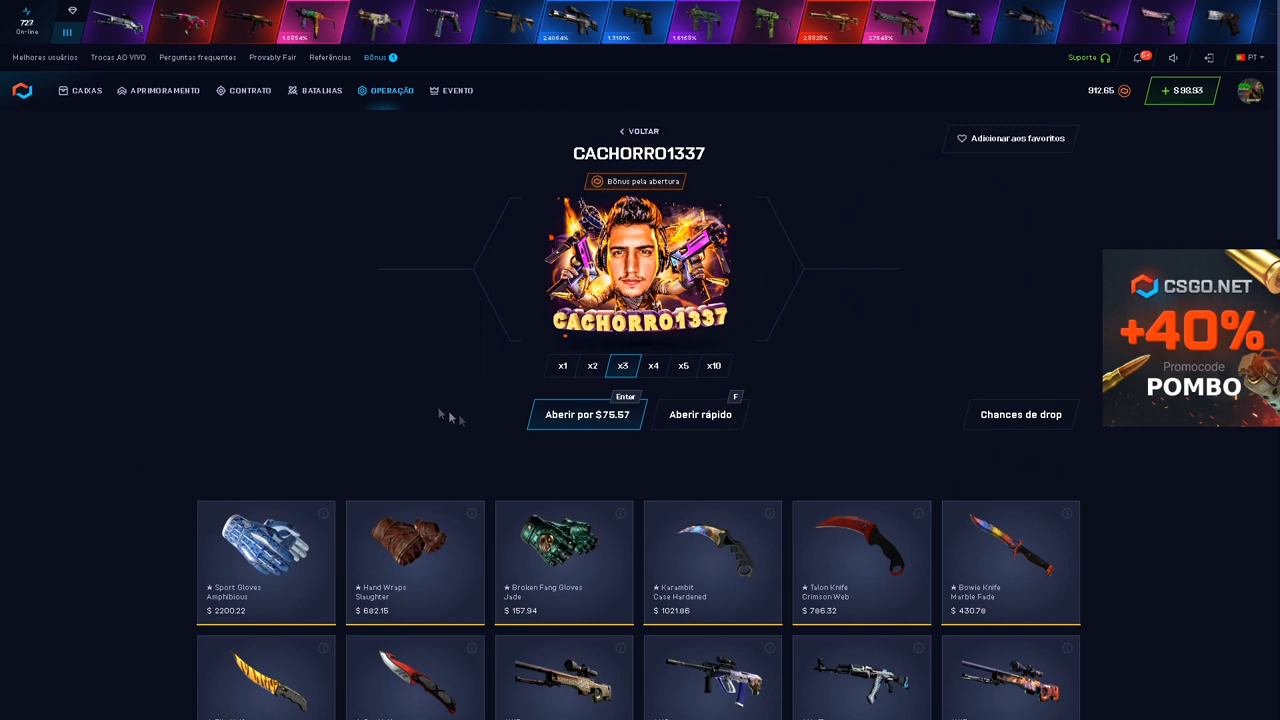 727
On-line
1.6854%
2.4064%
1.3101%
1.6168%
2.8828%
2.7648%
Melhores usuários
Trocas AO VIVO
Perguntas frequentes
Provably Fair
Referências
Bônus
Suporte
PT
CAIXAS
APRIMORAMENTO
CONTRATO
BATALHAS
OPERAÇÃO
EVENTO
912.65
+ $ 98.93
VOLTAR
Adicionar aos favoritos
CACHORRO1337
Bônus pela abertura
CACHORRO1337
CSGO.NET
+40%
Promocode
POMBO
x1
x2
x3
x4
x5
x10
Enter
F
Aberir por $75.57
Aberir rápido
Chances de drop
★ Sport Gloves
Amphibious
$ 2200.22
★ Hand Wraps
Slaughter
$ 682.15
★ Broken Fang Gloves
Jade
$ 157.94
★ Karambit
Case Hardened
$ 1021.86
★ Talon Knife
Crimson Web
$ 786.32
★ Bowie Knife
Marble Fade
$ 430.78